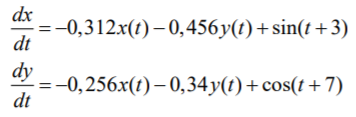 dx/dt = -0,312x(t) - 0,456y(t) + sin(t + 3)
dy/dt = -0,256x(t) - 0,34y(t) + cos(t + 7)